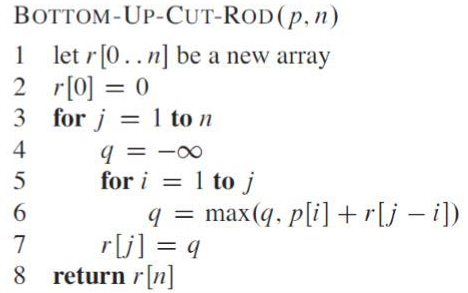 BOTTOM-UP-CUT-ROD(p, n)
1 let r[0..n] be a new array
2 r[0] = 0
3 for j = 1 to n
4 q = −∞
5 for i = 1 to j
6 q = max(q, p[i] + r[j − i])
7 r[j] = q
8 return r[n]